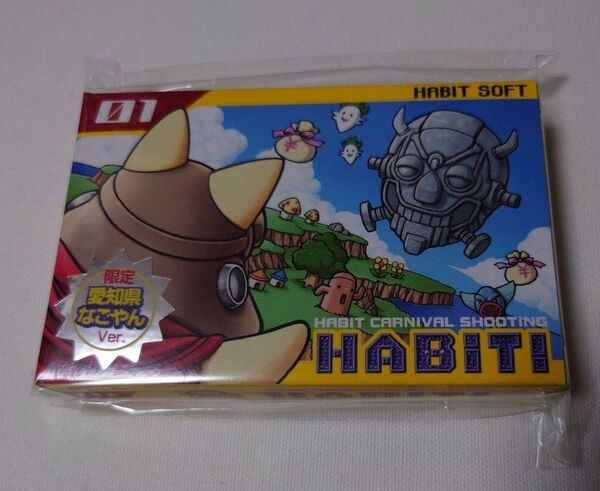 01
HABIT SOFT
¥
¥
限定
愛知県
なごやん
Ver.
HABIT CARNIVAL SHOOTING
HABIT!